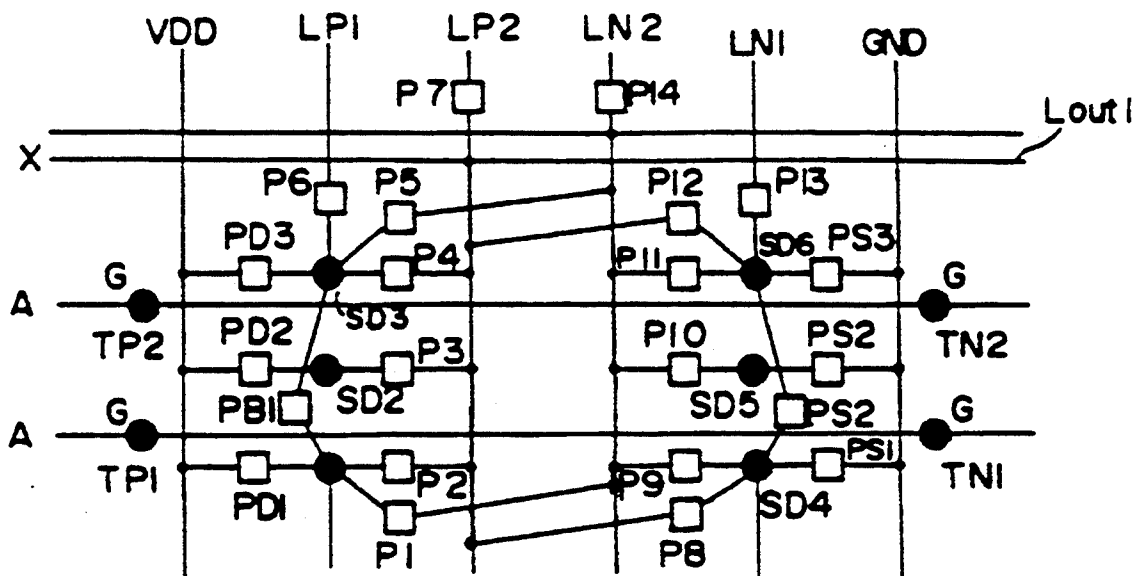 VDD LP1 LP2 LN2 LN1 GND
P7 P14 Lout1
X
P6 P5 P12 P13
PD3 P4 P11 SD6 PS3
G G
A SD3
TP2 PD2 P3 P10 PS2 TN2
PB1 SD2 SD5 PS2
G G
A
TP1 PD1 P2 P9 SD4 PS1 TN1
P1 P8